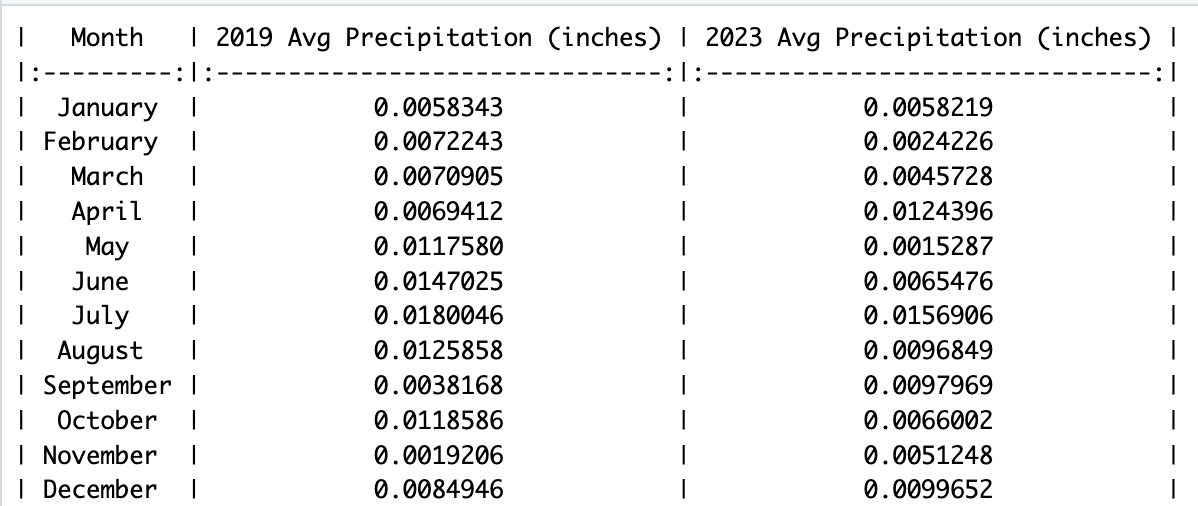 |   Month   | 2019 Avg Precipitation (inches) | 2023 Avg Precipitation (inches) |
|:---------:|:-------------------------------:|:-------------------------------:|
|  January  |            0.0058343            |            0.0058219            |
| February  |            0.0072243            |            0.0024226            |
|   March   |            0.0070905            |            0.0045728            |
|   April   |            0.0069412            |            0.0124396            |
|    May    |            0.0117580            |            0.0015287            |
|   June    |            0.0147025            |            0.0065476            |
|   July    |            0.0180046            |            0.0156906            |
|  August   |            0.0125858            |            0.0096849            |
| September |            0.0038168            |            0.0097969            |
|  October  |            0.0118586            |            0.0066002            |
| November  |            0.0019206            |            0.0051248            |
| December  |            0.0084946            |            0.0099652            |